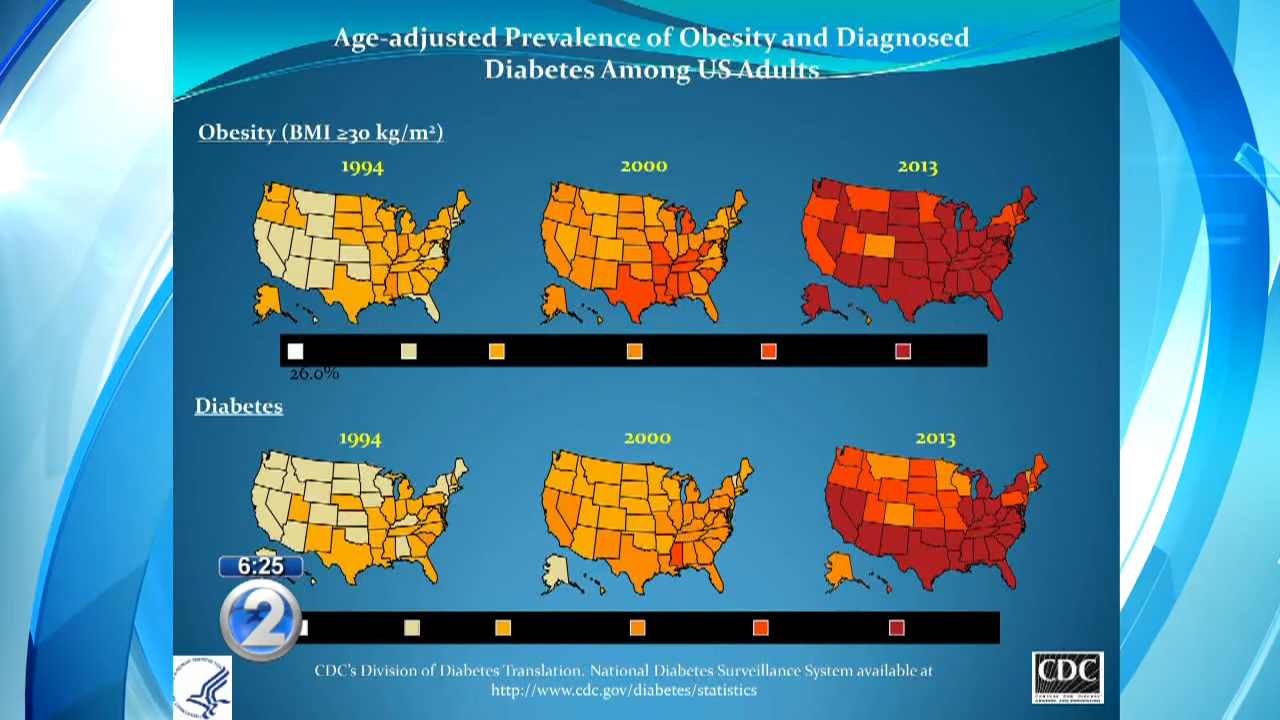 Age-adjusted Prevalence of Obesity and Diagnosed
Diabetes Among US Adults
Obesity (BMI ≥30 kg/m²)
1994
2000
2013
26.0%
Diabetes
1994
2000
2013
6:25
2
CDC's Division of Diabetes Translation. National Diabetes Surveillance System available at
http://www.cdc.gov/diabetes/statistics
CDC